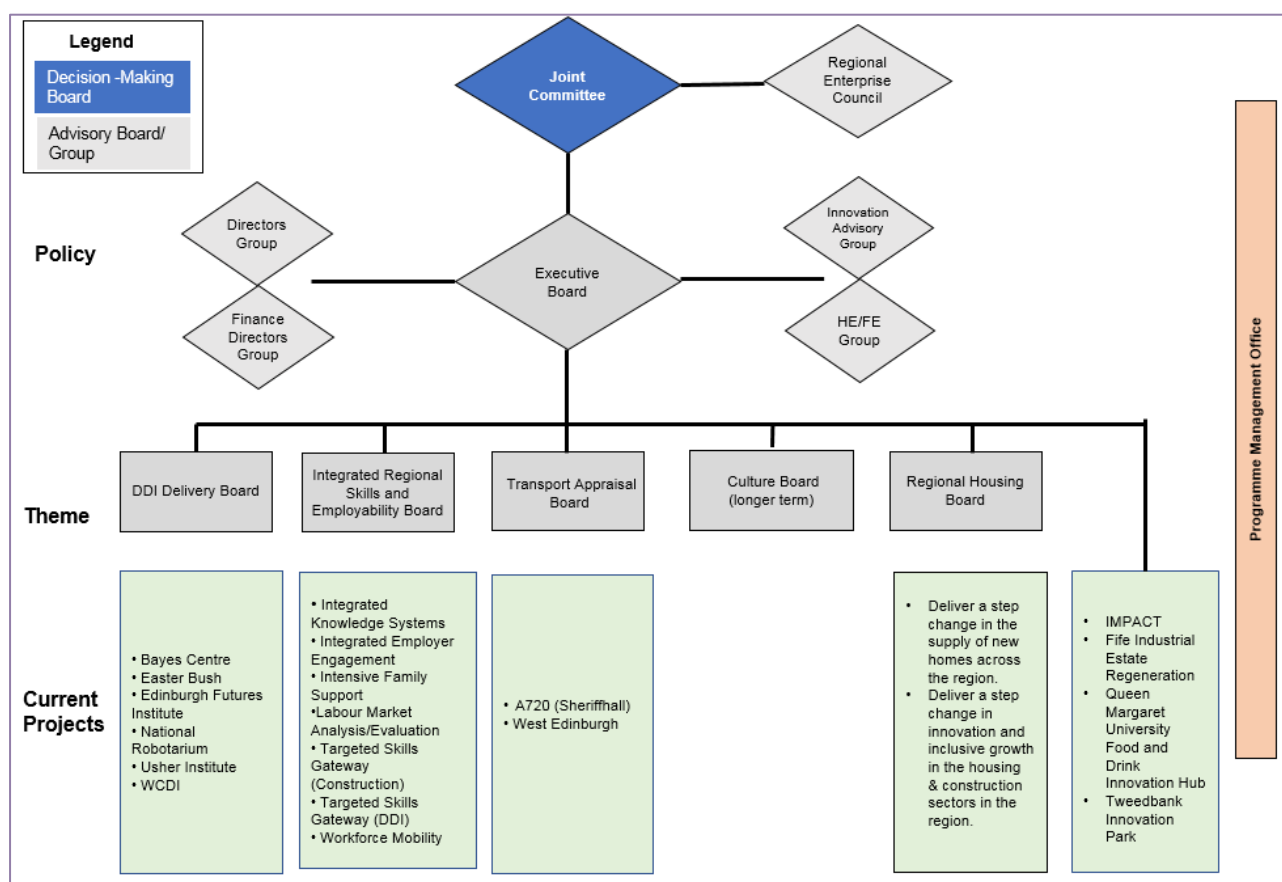 Legend
Decision -Making
Board
Advisory Board/
Group
Joint
Committee
Regional
Enterprise
Council
Policy
Directors
Group
Finance
Directors
Group
Executive
Board
Innovation
Advisory
Group
HE/FE
Group
Programme Management Office
Theme
DDI Delivery Board
Integrated Regional
Skills and
Employability Board
Transport Appraisal
Board
Culture Board
(longer term)
Regional Housing
Board
Current
Projects
• Bayes Centre
• Easter Bush
• Edinburgh Futures
Institute
• National
Robotarium
• Usher Institute
• WCDI
• Integrated
Knowledge Systems
• Integrated Employer
Engagement
• Intensive Family
Support
•Labour Market
Analysis/Evaluation
• Targeted Skills
Gateway
(Construction)
• Targeted Skills
Gateway (DDI)
• Workforce Mobility
• A720 (Sheriffhall)
• West Edinburgh
• Deliver a step
change in the
supply of new
homes across
the region.
• Deliver a step
change in
innovation and
inclusive growth
in the housing
& construction
sectors in the
region.
• IMPACT
• Fife Industrial
Estate
Regeneration
• Queen
Margaret
University
Food and
Drink
Innovation Hub
• Tweedbank
Innovation
Park